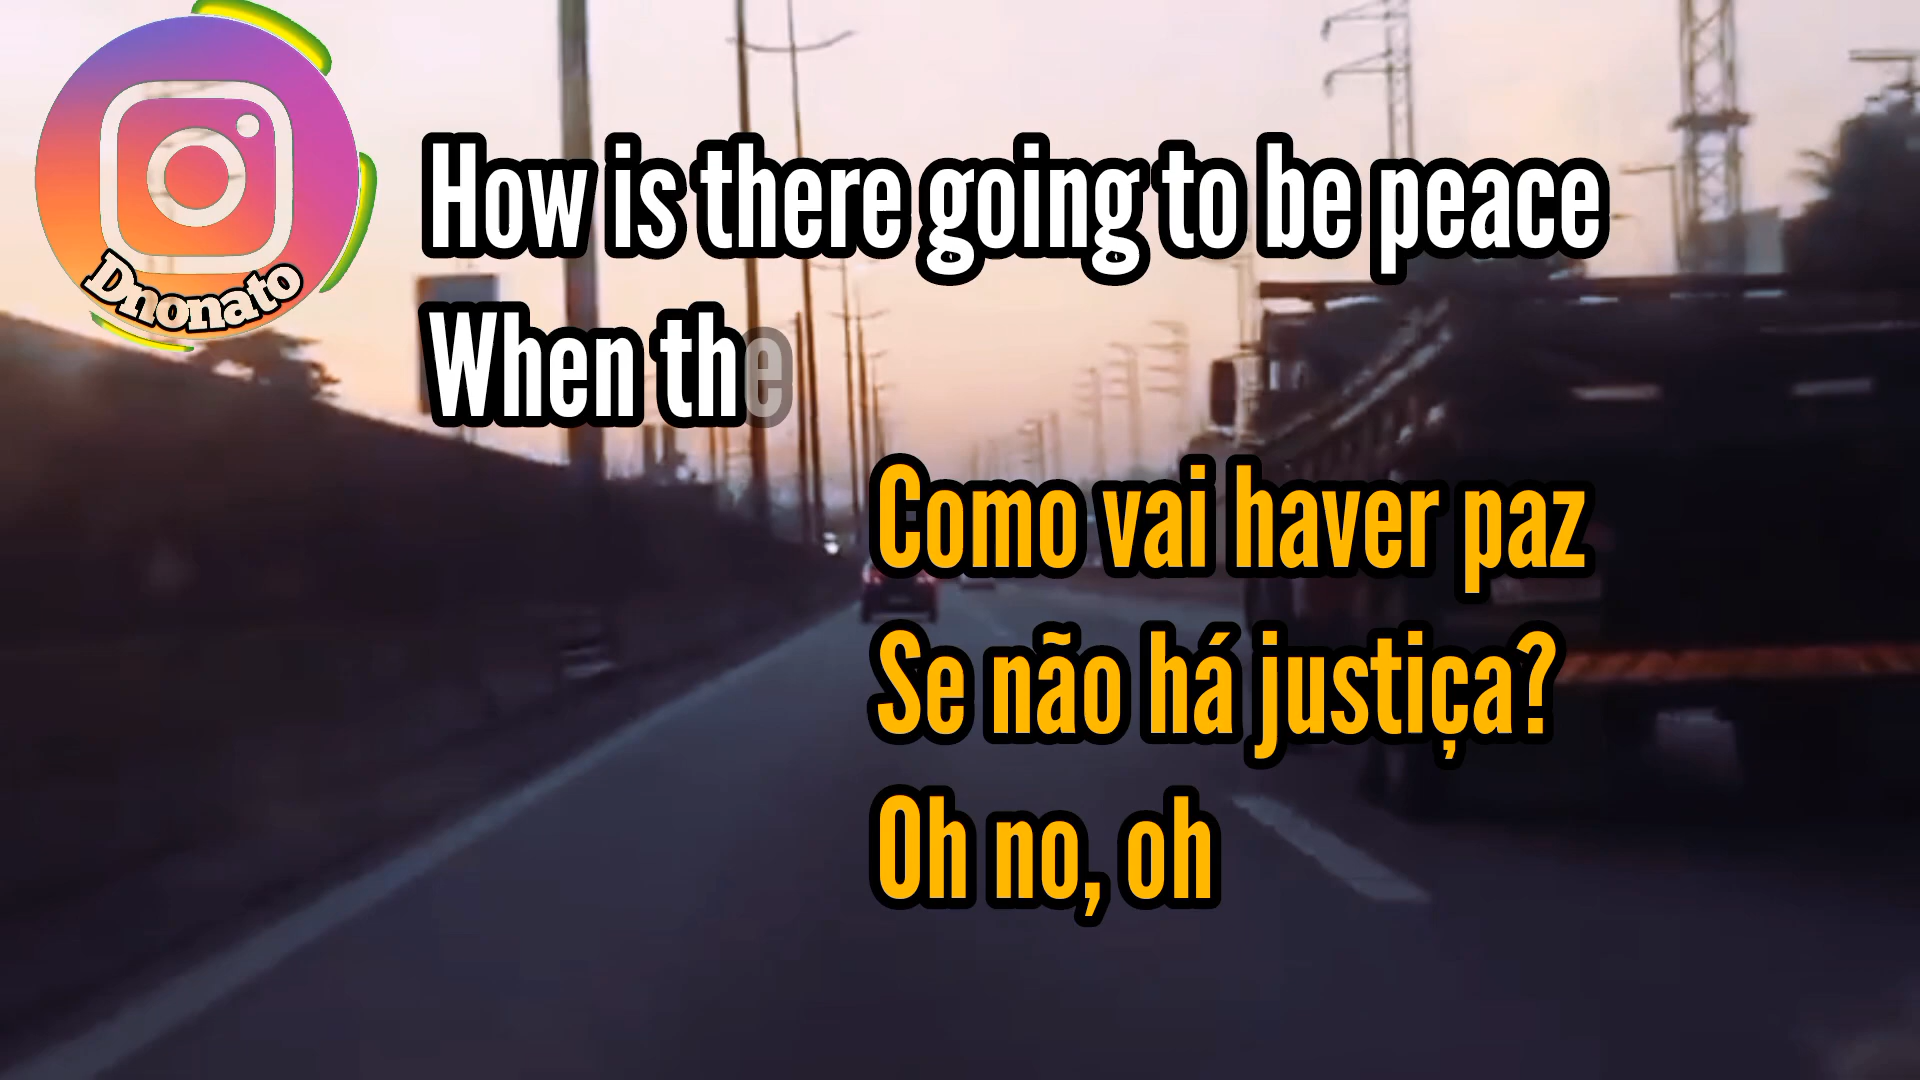 Dnonato
How is there going to be peace
When the
Como vai haver paz
Se não há justiça?
Oh no, oh